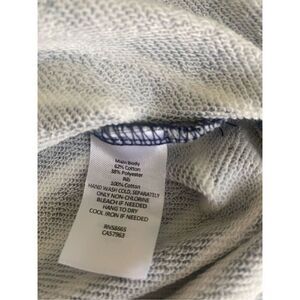 Main body
62% Cotton
38% Polyester
Rib
100% Cotton
HAND WASH COLD, SEPARATELY
ONLY NON-CHLORINE
BLEACH IF NEEDED
HANG TO DRY
COOL IRON IF NEEDED
RN58665
CA57963